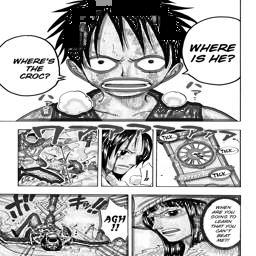 WHERE
IS HE?
WHERE'S
THE
CROC?
TICK..
TICK..
TICK..
AGH
!!
WHEN
ARE YOU
GOING TO
LEARN
THAT YOU
CAN'T
BEAT
ME?!